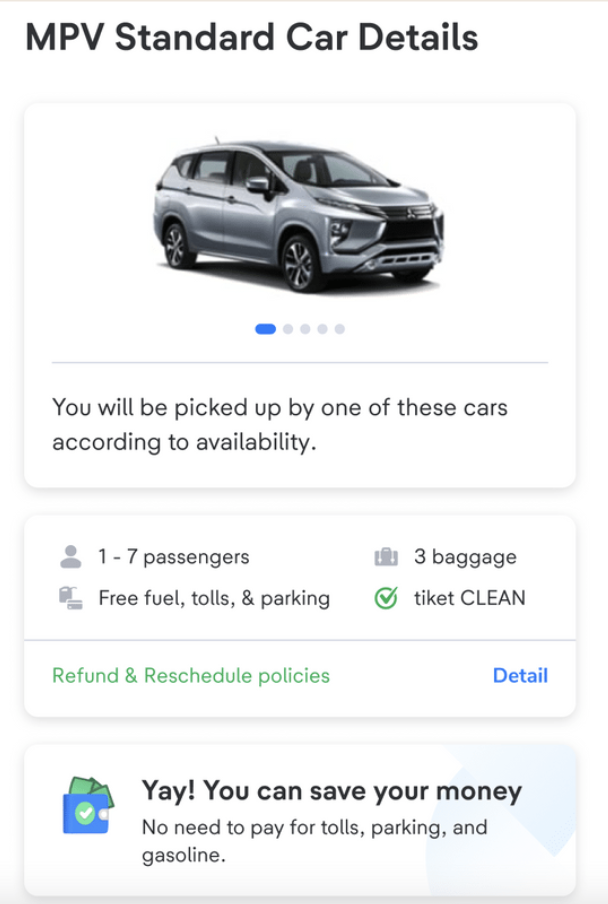 MPV Standard Car Details
You will be picked up by one of these cars
according to availability.
1 - 7 passengers
3 baggage
Free fuel, tolls, & parking
tiket CLEAN
Refund & Reschedule policies
Detail
Yay! You can save your money
No need to pay for tolls, parking, and
gasoline.